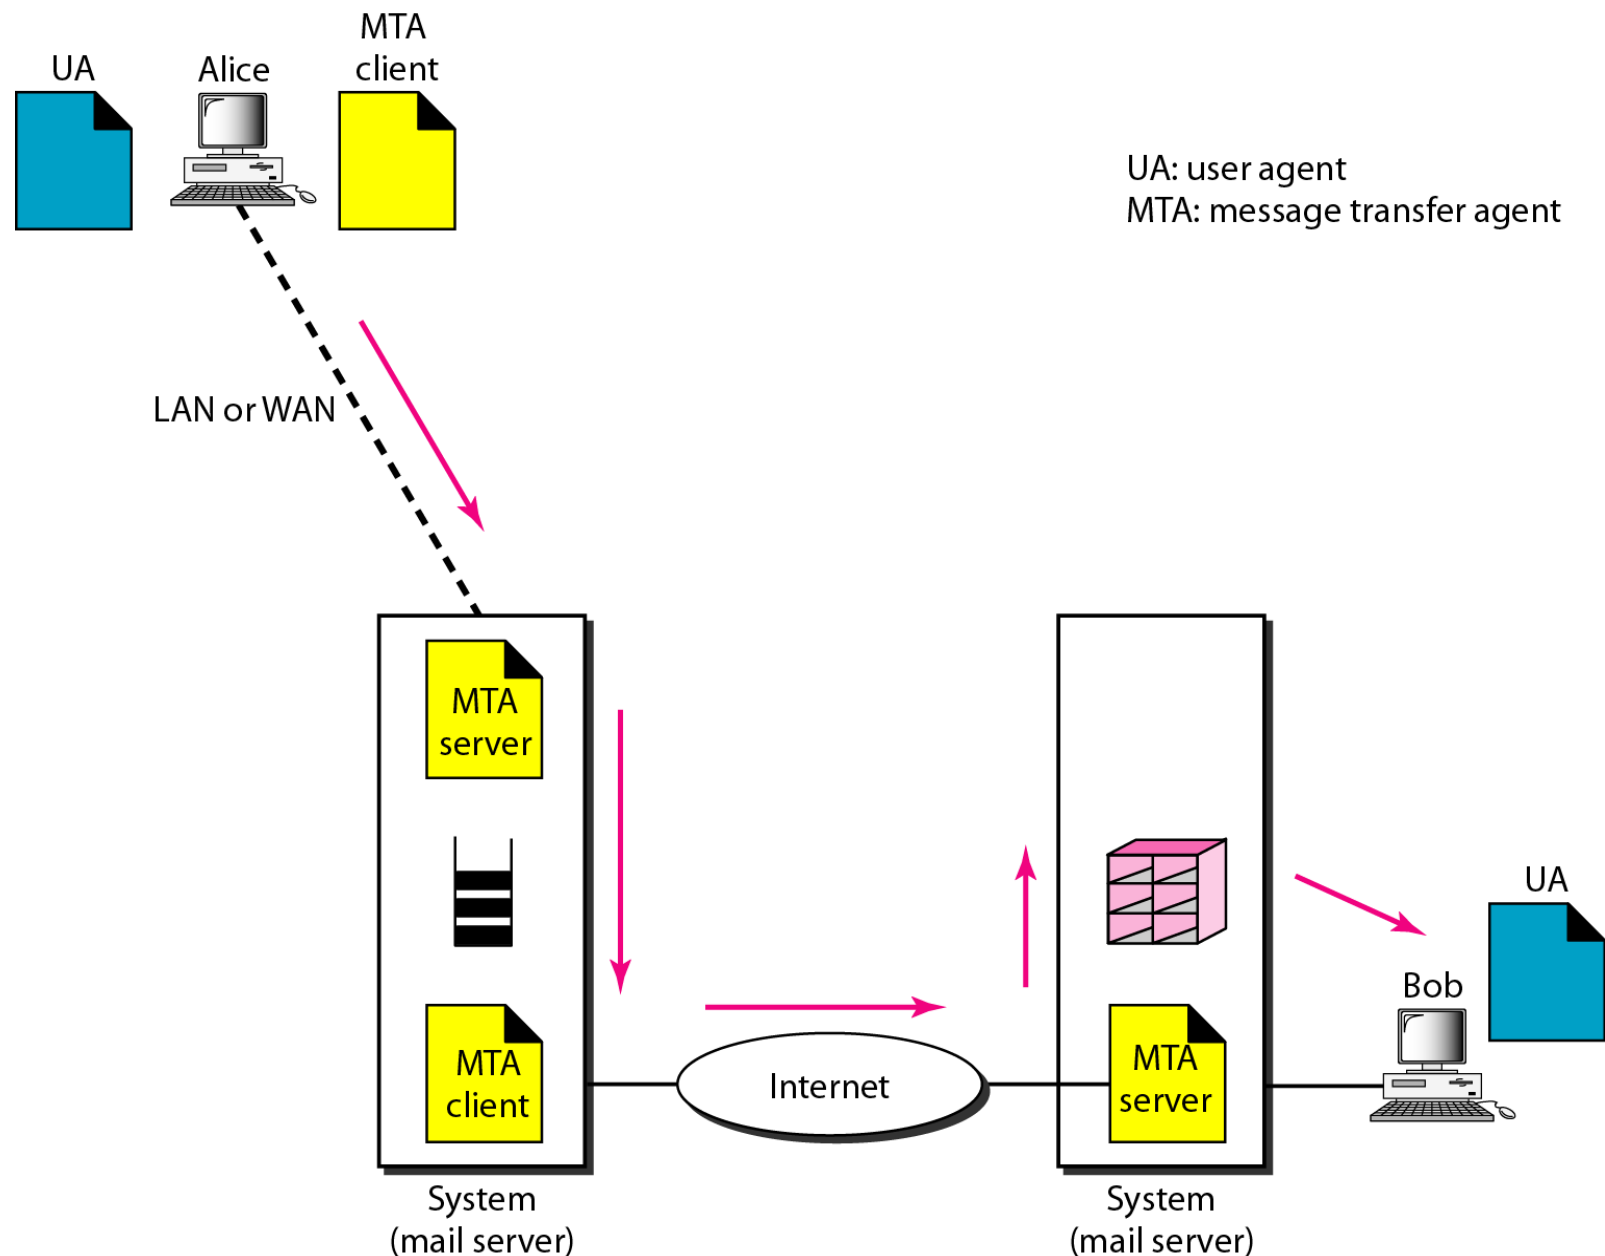 MTA
client
UA
Alice
UA: user agent
MTA: message transfer agent
LAN or WAN
MTA
server
UA
Bob
MTA
client
Internet
MTA
server
System
(mail server)
System
(mail server)